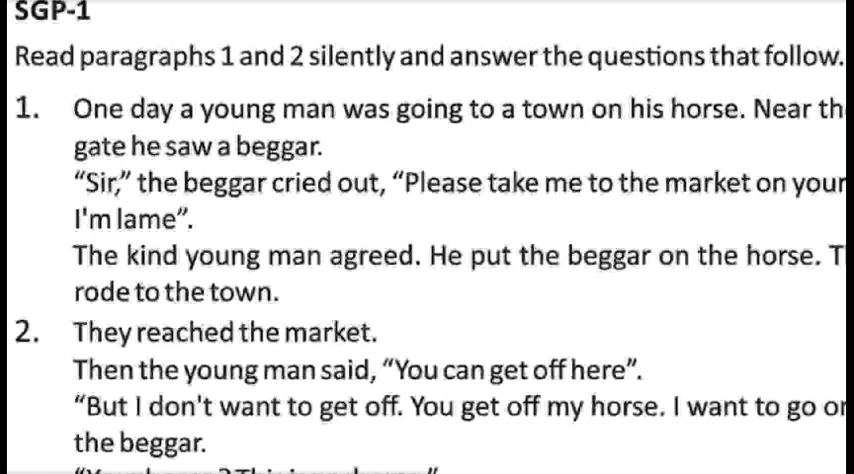 SGP-1
Read paragraphs 1 and 2 silently and answer the questions that follow.
1. One day a young man was going to a town on his horse. Near
gate he saw a beggar.
“Sir,” the beggar cried out, “Please take me to the market on your
I'm lame”.
The kind young man agreed. He put the beggar on the horse.
rode to the town.
2. They reached the market.
Then the young man said, “You can get off here”.
“But I don't want to get off. You get off my horse. I want to go
the beggar.